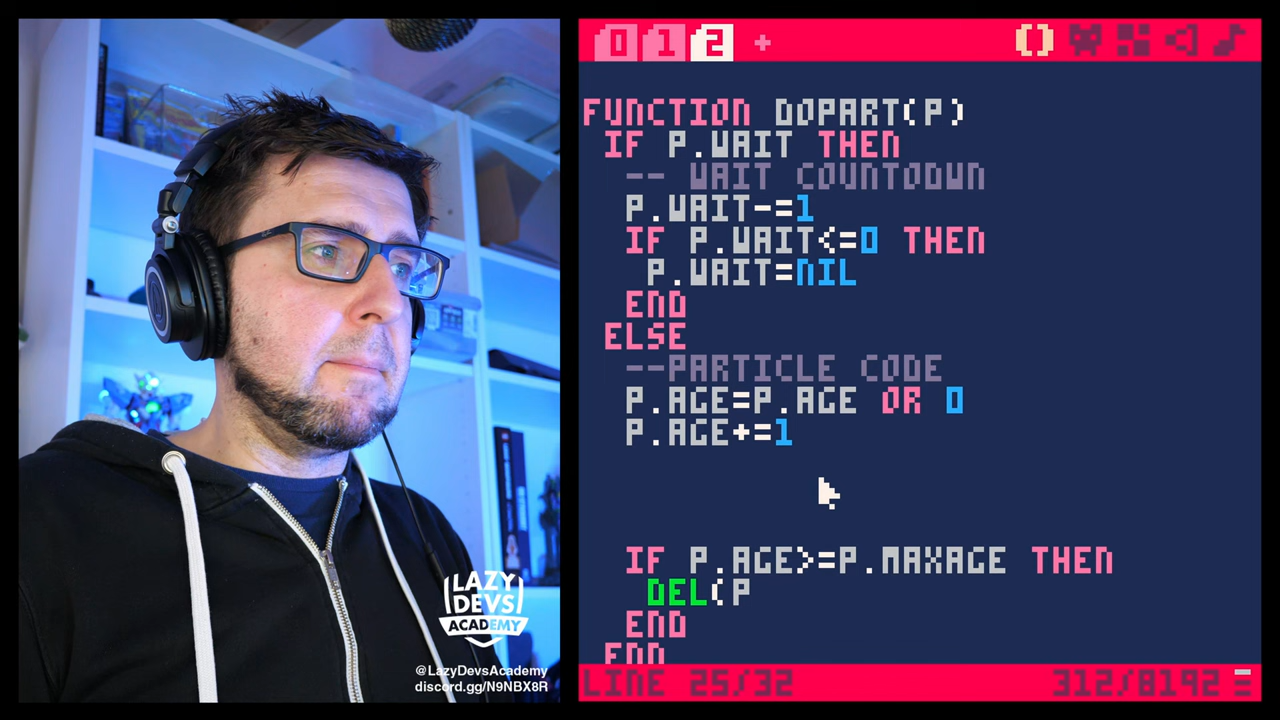 LAZY
DEVS
ACADEMY
@LazyDevsAcademy
discord.gg/N9NBX8R
0 1 2 +
FUNCTION DOPART(P)
IF P.WAIT THEN
-- WAIT COUNTDOWN
P.WAIT-=1
IF P.WAIT<=0 THEN
P.WAIT=NIL
END
ELSE
--PARTICLE CODE
P.AGE=P.AGE OR 0
P.AGE+=1
IF P.AGE>=P.MAXAGE THEN
DEL(P
END
END
LINE 25/32 312/8192